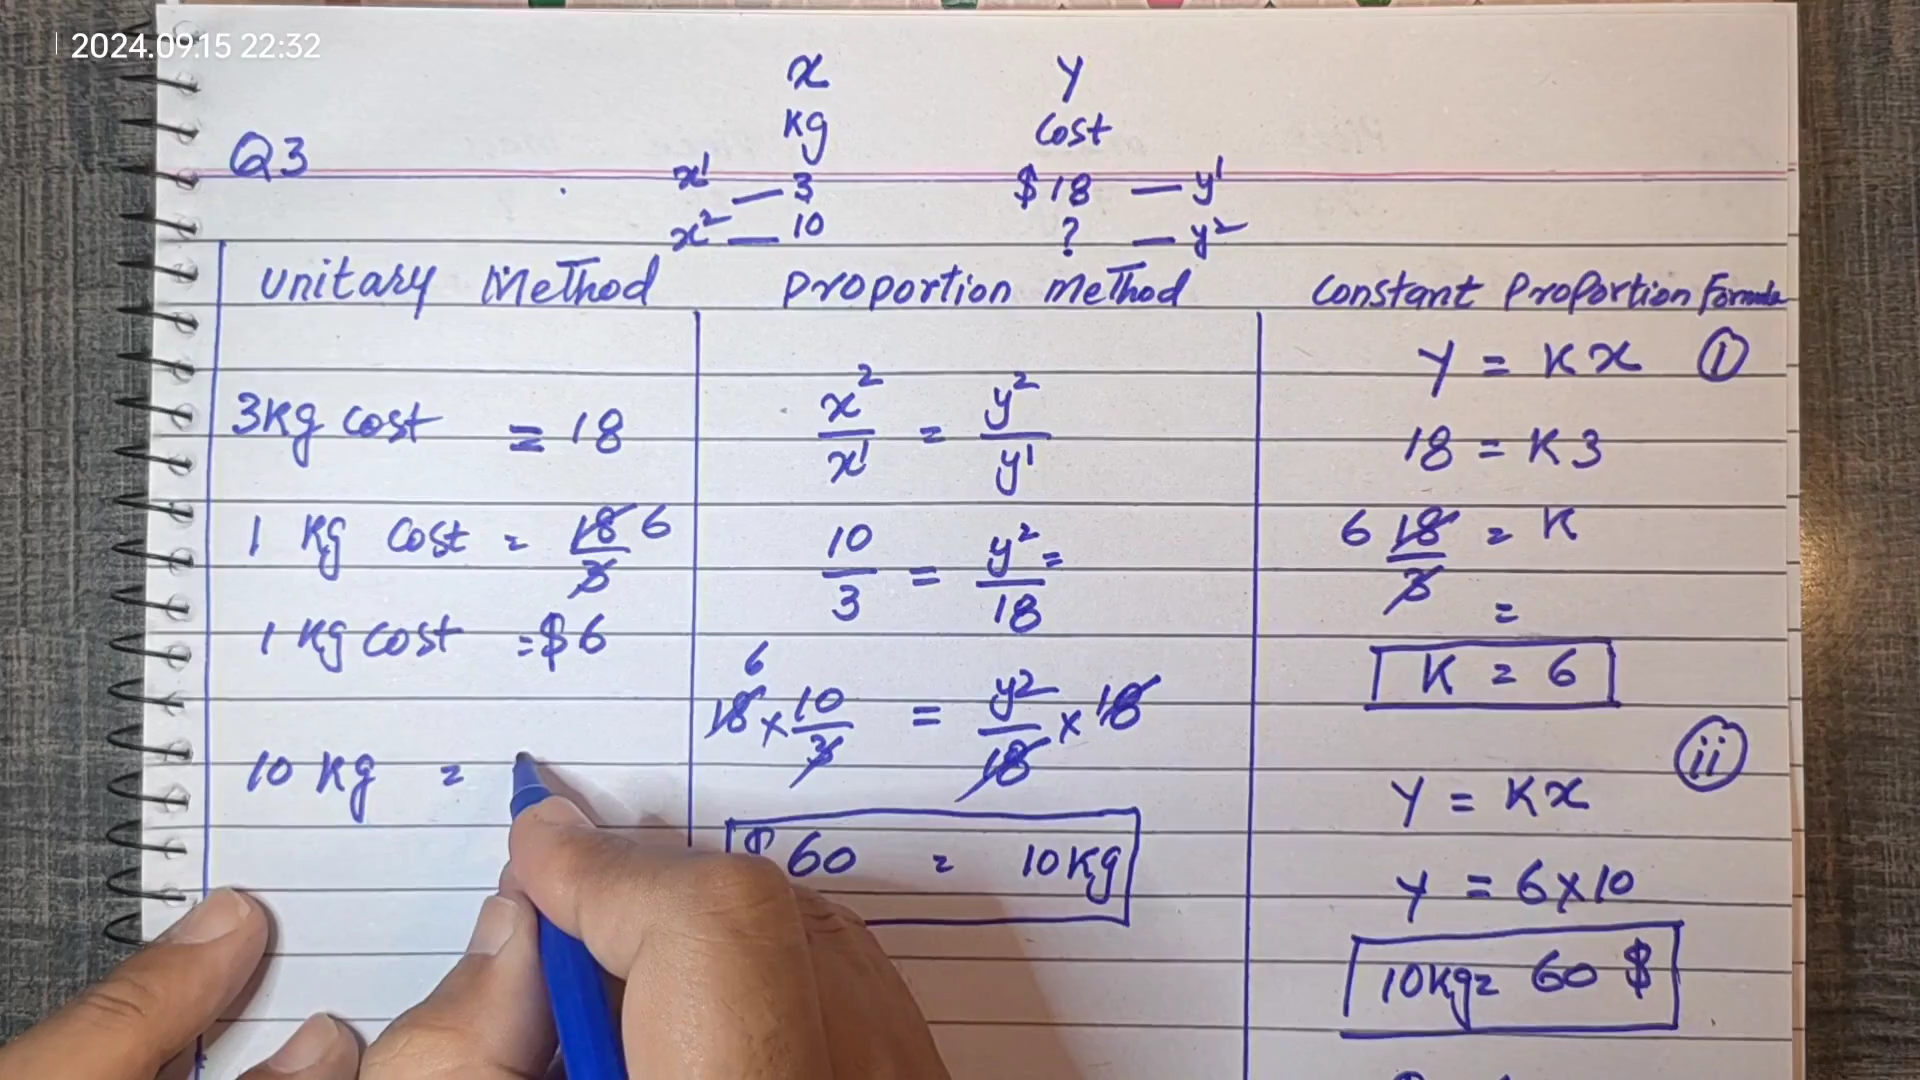 2024.09.15 22:32
x y
kg cost
Q3
x¹ — 3 $ 18 — y¹
x² — 10 ? — y²
Unitary Method
3kg cost = 18
1 kg cost = 18/3 6
1 kg cost = $6
10 kg =
Proportion Method
x²/x¹ = y²/y¹
10/3 = y²/18 =
6
18 x 10/3 = y2/18 x 18
$ 60 = 10kg
Constant Proportion Formula
y = Kx (i)
18 = K3
6 18/3 = K
=
K = 6
(ii)
y = Kx
y = 6x10
10kg= 60 $